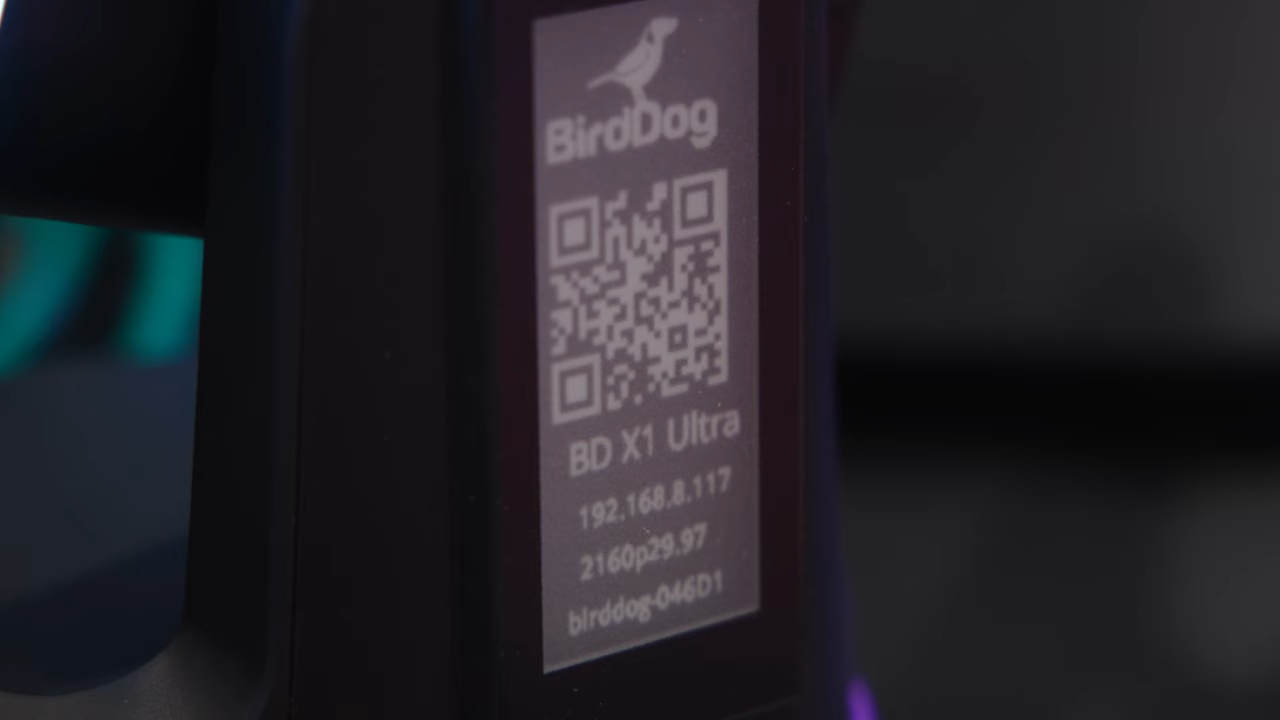 BirdDog
BD X1 Ultra
192.168.8.117
2160p29.97
birddog-046D1